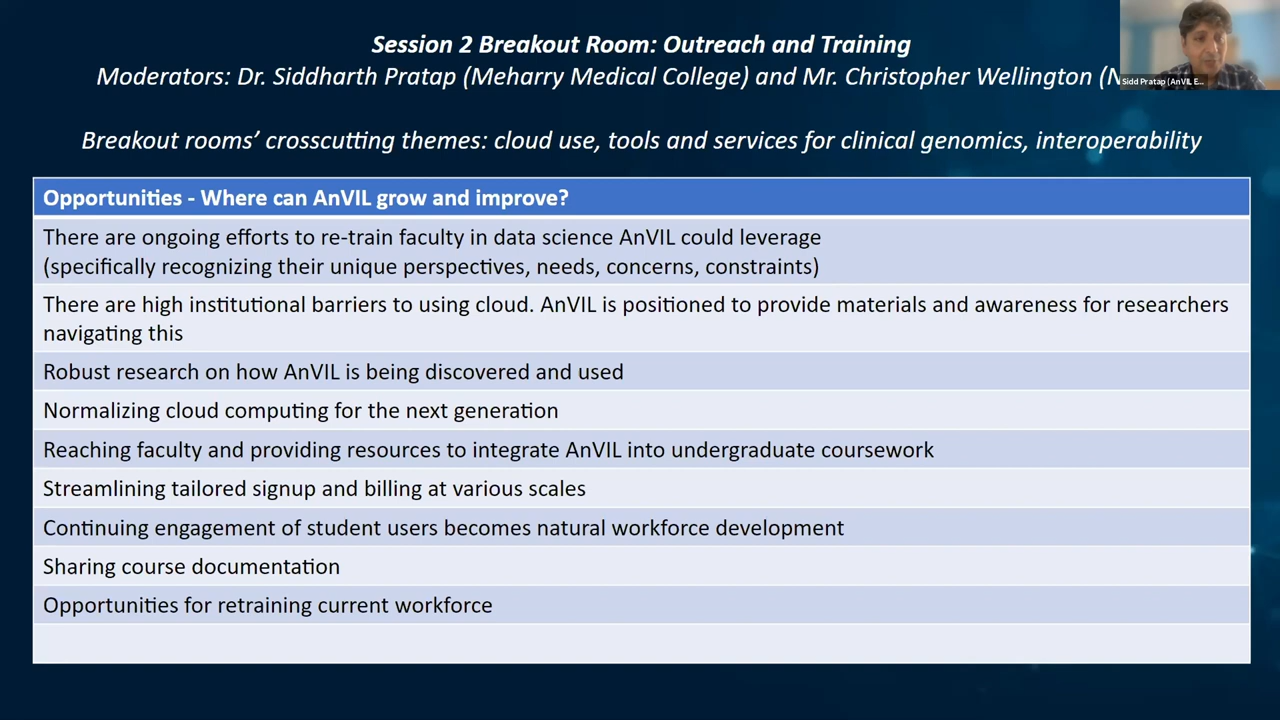 Session 2 Breakout Room: Outreach and Training
Moderators: Dr. Siddharth Pratap (Meharry Medical College) and Mr. Christopher Wellington (N
Sidd Pratap (AnVIL E...
Breakout rooms' crosscutting themes: cloud use, tools and services for clinical genomics, interoperability
Opportunities - Where can AnVIL grow and improve?
There are ongoing efforts to re-train faculty in data science AnVIL could leverage
(specifically recognizing their unique perspectives, needs, concerns, constraints)
There are high institutional barriers to using cloud. AnVIL is positioned to provide materials and awareness for researchers
navigating this
Robust research on how AnVIL is being discovered and used
Normalizing cloud computing for the next generation
Reaching faculty and providing resources to integrate AnVIL into undergraduate coursework
Streamlining tailored signup and billing at various scales
Continuing engagement of student users becomes natural workforce development
Sharing course documentation
Opportunities for retraining current workforce